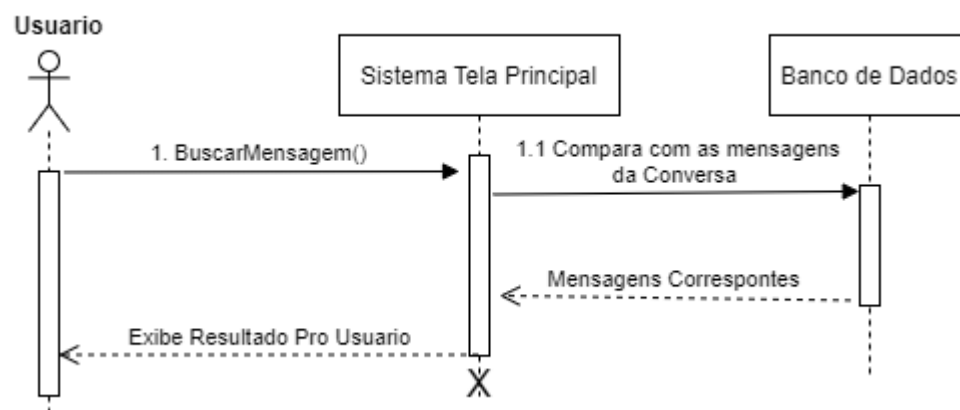 Usuario
Sistema Tela Principal
Banco de Dados
1. BuscarMensagem()
1.1 Compara com as mensagens
da Conversa
Mensagens Correspontes
Exibe Resultado Pro Usuario
X